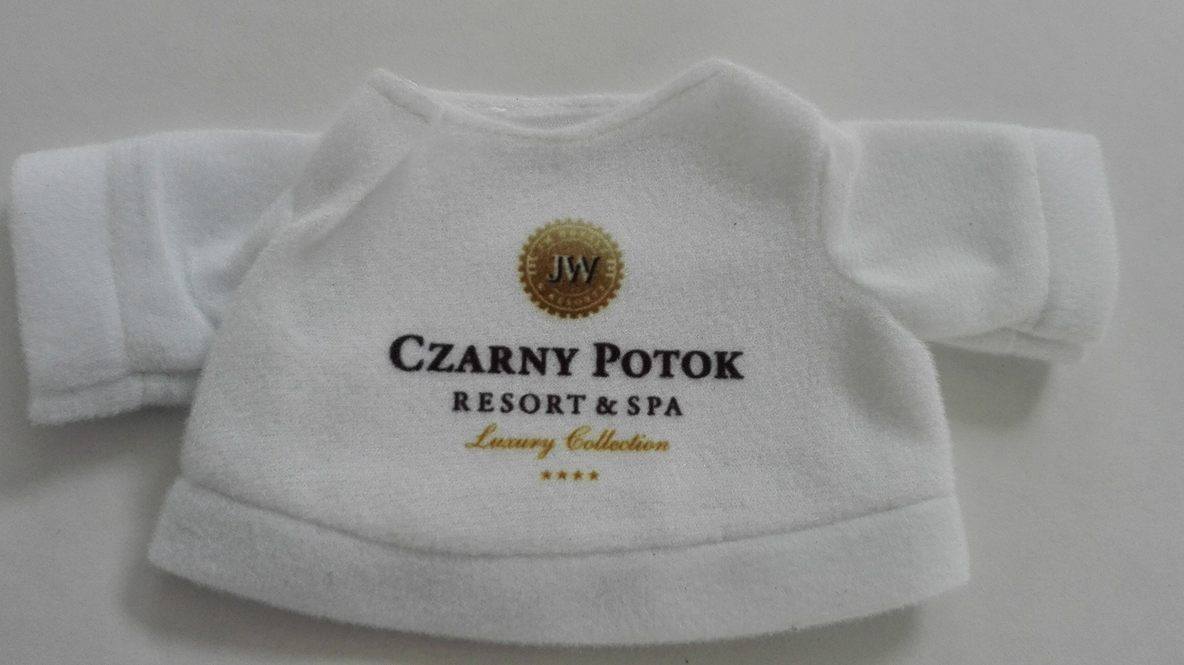 JW
CZARNY POTOK
RESORT & SPA
Luxury Collection